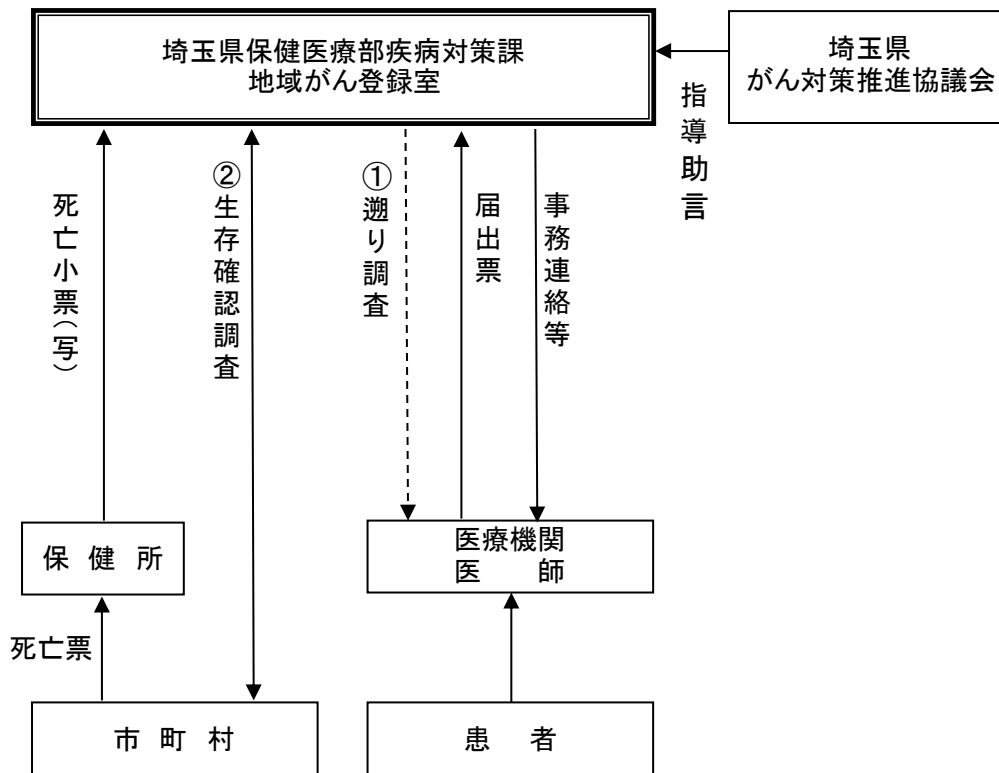 埼玉県保健医療部疾病対策課
地域がん登録室
埼玉県
がん対策推進協議会
指導助言
死亡小票(写)
②生存確認調査
①遡り調査
届出票
事務連絡等
保 健 所
医療機関
医 師
死亡票
市 町 村
患 者